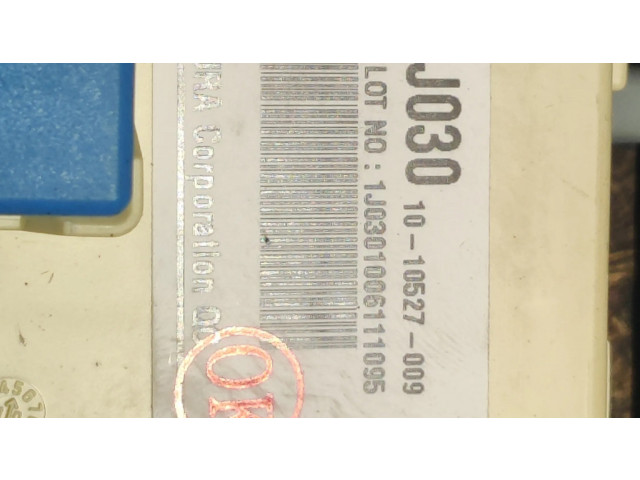 J030
10-10527-009
LOT NO : 1J0301006111095
Corporation
OK